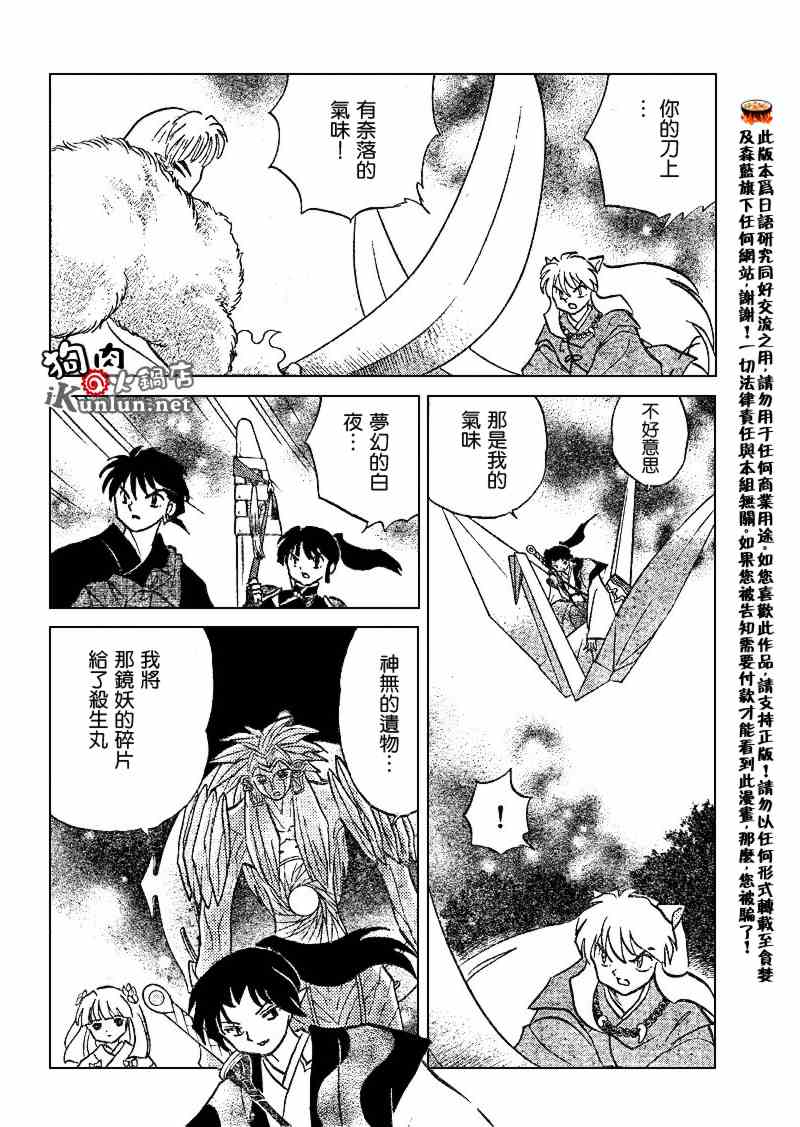 你的刀上
…
有奈落的
氣味！
不好意思
那是我的
氣味
夢幻的白
夜…
！
神無的遺物…
我將
那鏡妖的碎片
給了殺生丸
狗肉
火鍋店
iKunlun.net
此版本爲日語研究同好交流之用，請勿用于任何商業用途。如您喜歡此作品，請支持正版！請勿以任何形式轉載至貪婪
及森藍旗下任何網站，謝謝！一切法律責任與本組無關。如果您被告知需要付款才能看到此漫畫，那麼，您被騙了！